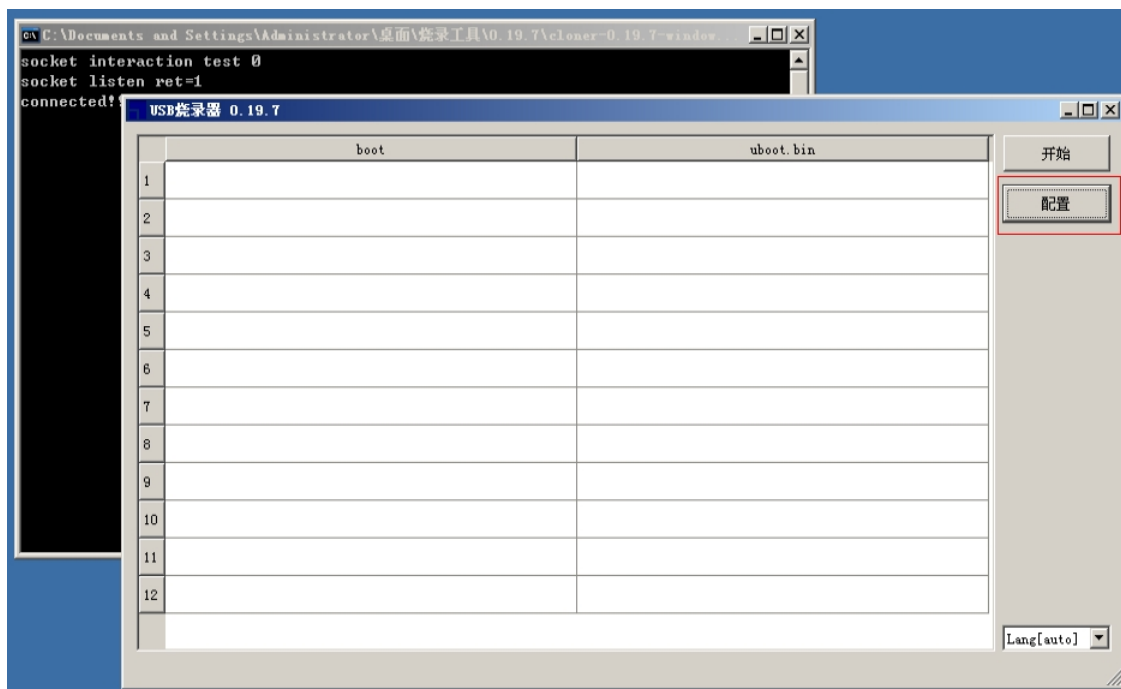 C:\Documents and Settings\Administrator\桌面\烧录工具\0.19.7\cloner-0.19.7-window...
socket interaction test 0
socket listen ret=1
connected!!
USB烧录器 0.19.7
boot uboot.bin
开始
1
配置
2
3
4
5
6
7
8
9
10
11
12
Lang[auto]